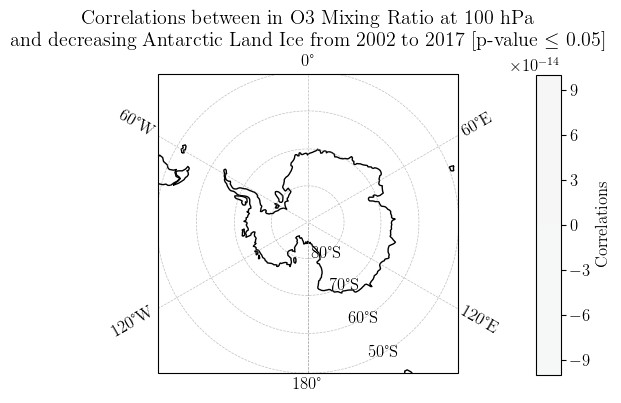 Correlations between in O3 Mixing Ratio at 100 hPa
and decreasing Antarctic Land Ice from 2002 to 2017 [p-value ≤ 0.05]
0°
×10⁻¹⁴
60°W
60°E
9
6
3
0
−3
−6
−9
Correlations
80°S
70°S
60°S
50°S
120°W
120°E
180°